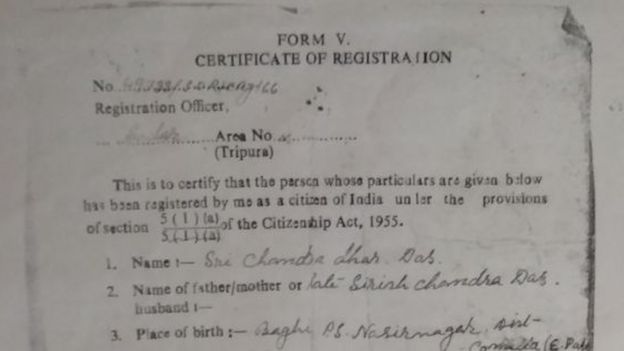 FORM V.
CERTIFICATE OF REGISTRATION
No.
Registration Officer,
Area No.
(Tripura)
This is to certify that the person whose particulars are given below
has been registered by me as a citizen of India under the provisions
of section 5 (1) (a) of the Citizenship Act, 1955.
5 (1) (a)
1. Name :— Sri Chandra dhar Das.
2. Name of father/mother or late Sirish chandra Das.
husband :—
3. Place of birth :— Baghi P.S. Nasirnagar, Dist-
Comilla (E. Pak